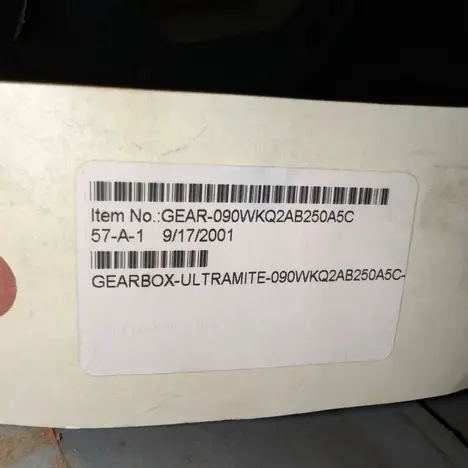 Item No.:GEAR-090WKQ2AB250A5C
57-A-1 9/17/2001
GEARBOX-ULTRAMITE-090WKQ2AB250A5C-